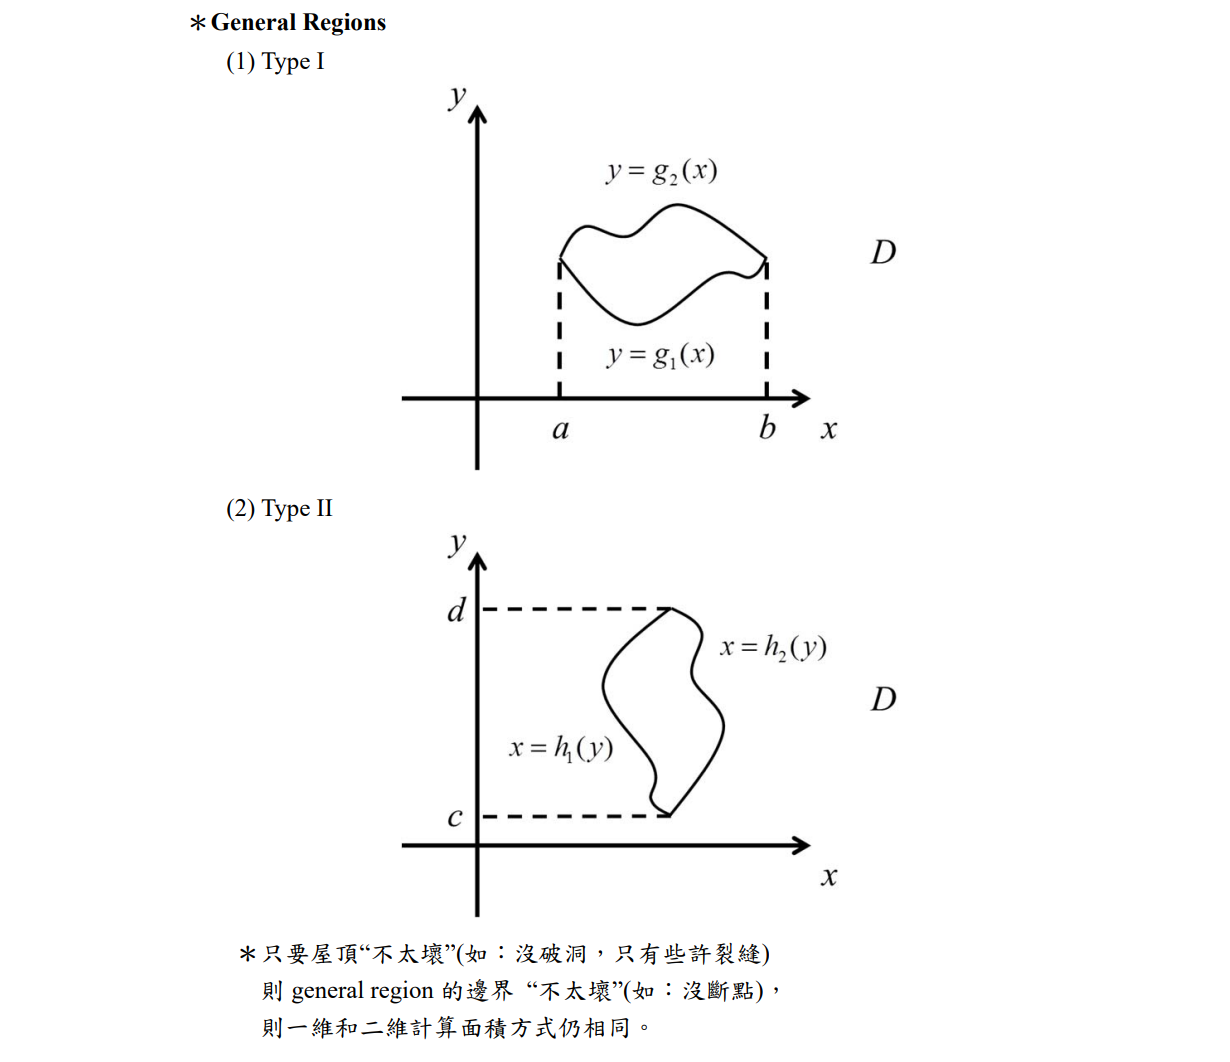 ＊General Regions
(1) Type I
y
y = g₂(x)
D
y = g₁(x)
a
b
x
(2) Type II
y
d
x = h₂(y)
D
x = h₁(y)
c
x
＊只要屋頂“不太壞”(如：沒破洞，只有些許裂縫)
則 general region 的邊界 “不太壞”(如：沒斷點)，
則一維和二維計算面積方式仍相同。